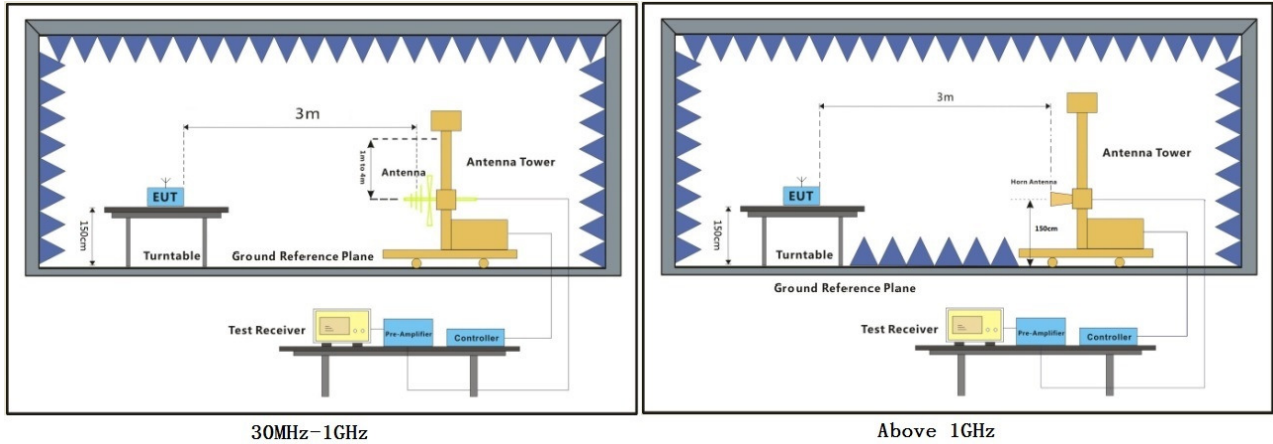 3m
1m to 4m
Antenna
Antenna Tower
EUT
150cm
Turntable
Ground Reference Plane
Test Receiver
Pre-Amplifier
Controller
30MHz-1GHz
3m
Antenna Tower
Horn Antenna
EUT
150cm
150cm
Turntable
Ground Reference Plane
Test Receiver
Pre-Amplifier
Controller
Above 1GHz